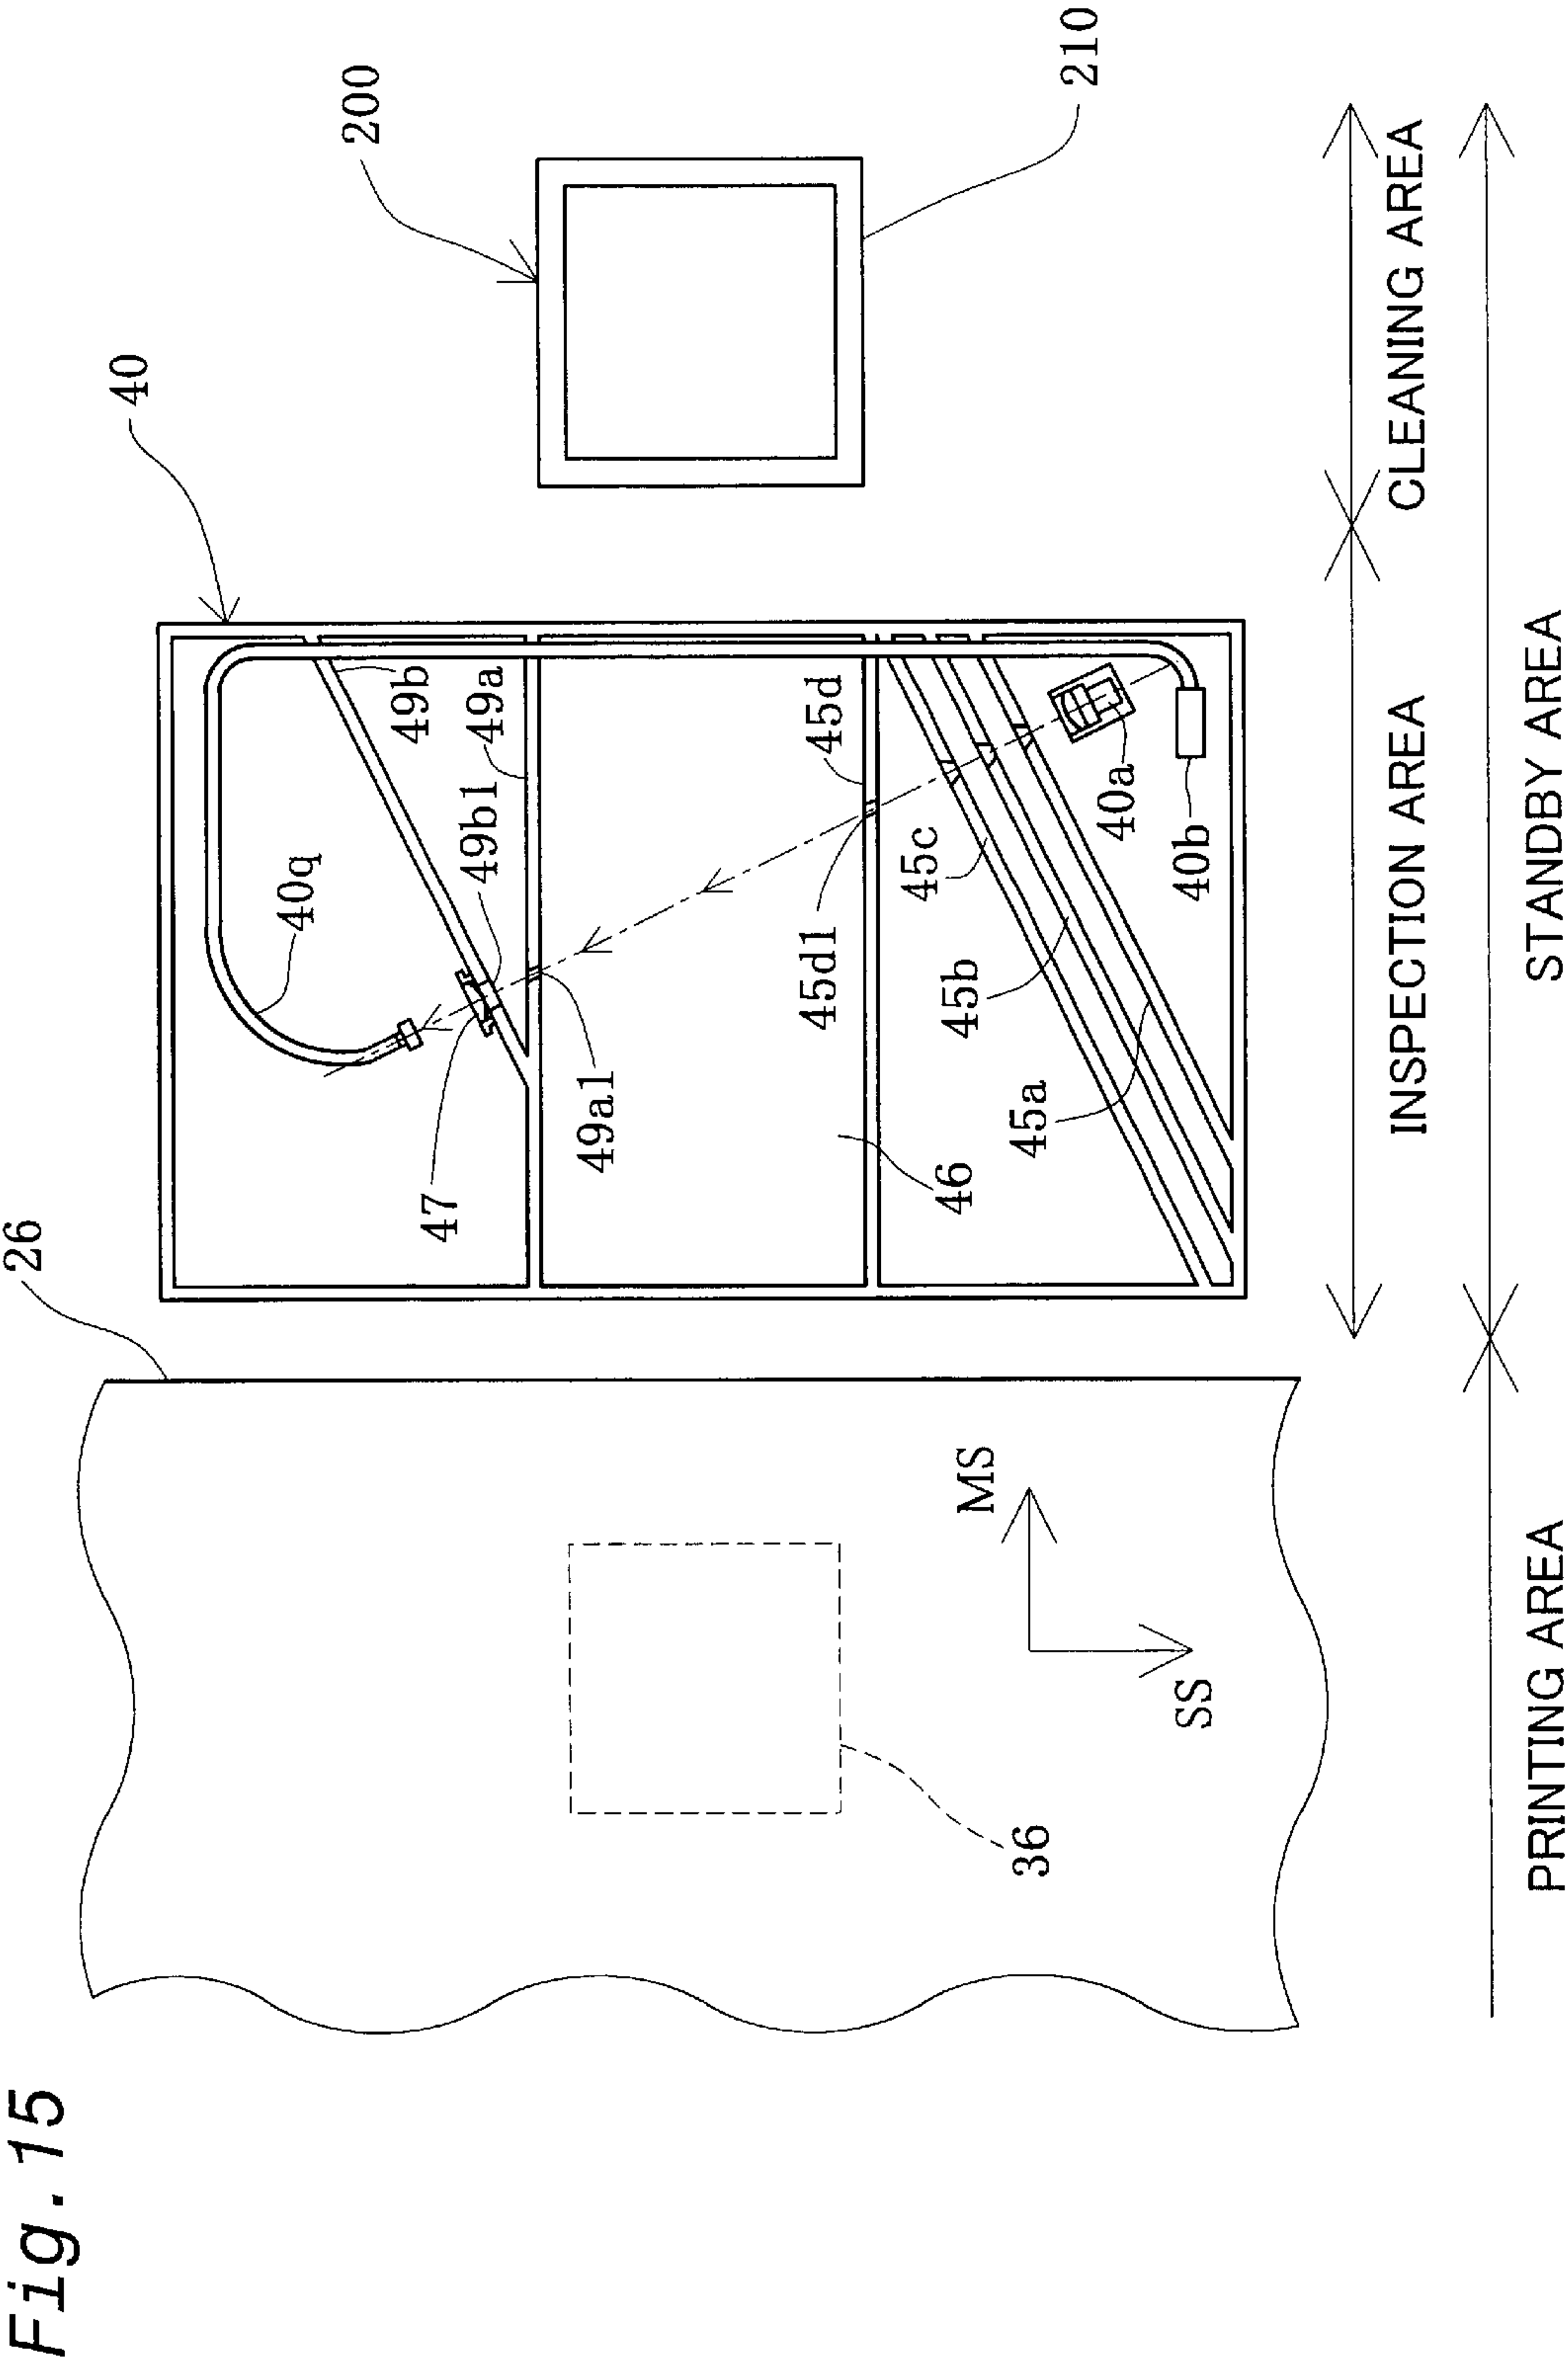 Fig. 15
26
40
200
210
40q
49b
49a
49b1
47
49a1
45d
45d1
45c
45b
45a
46
40a
40b
MS
SS
36
INSPECTION AREA
CLEANING AREA
PRINTING AREA
STANDBY AREA